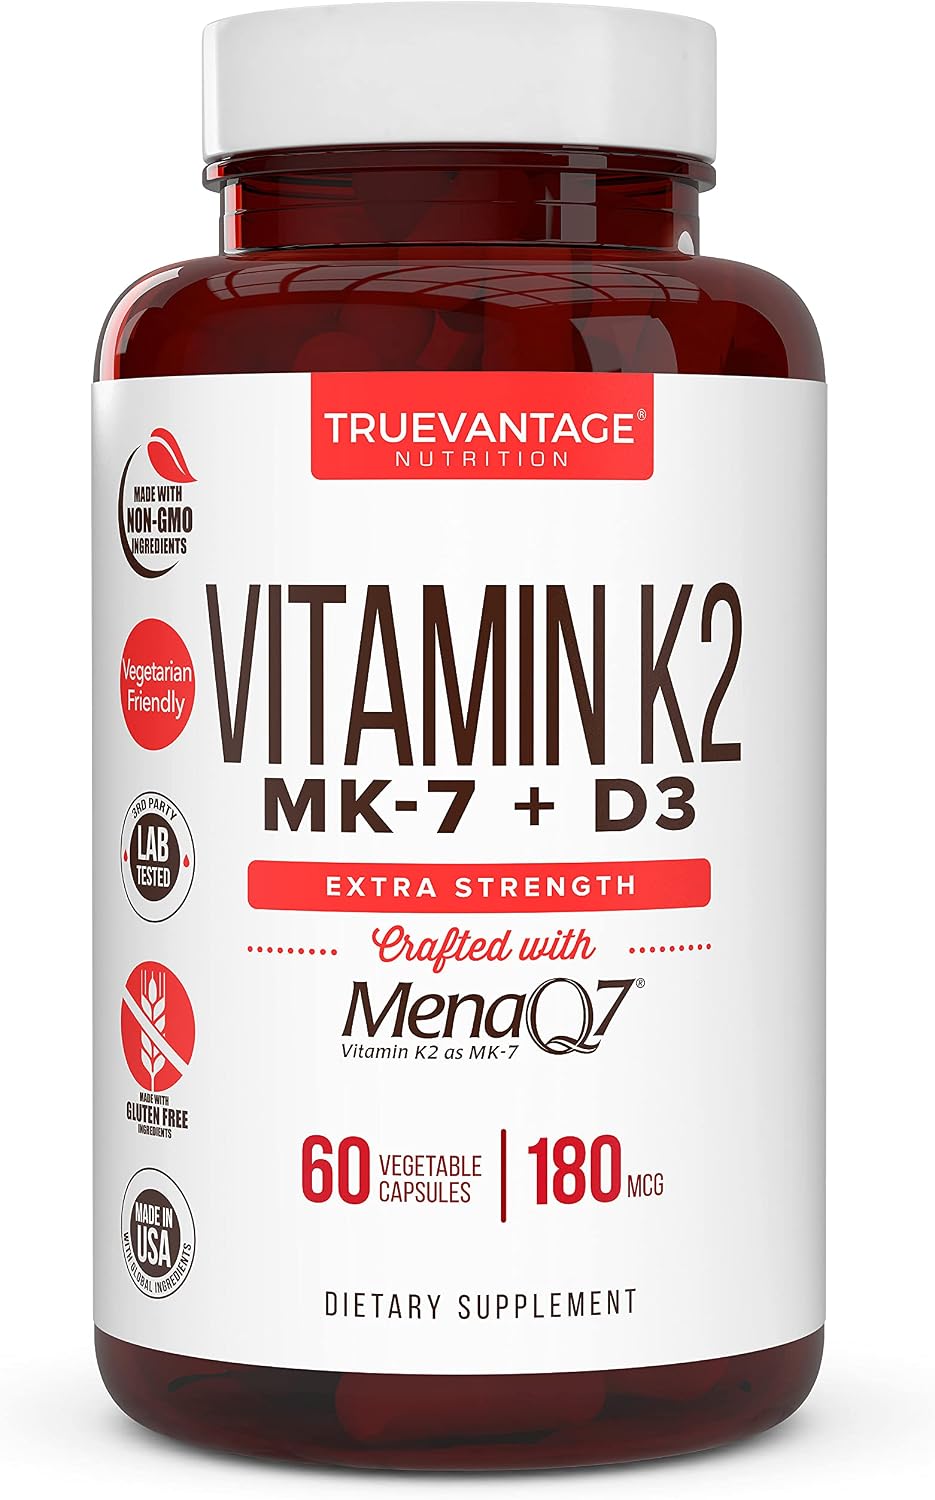 TRUEVANTAGE®
NUTRITION
MADE WITH
NON-GMO
INGREDIENTS
VITAMIN K2
MK-7 + D3
Vegetarian
Friendly
3RD PARTY
LAB
TESTED
EXTRA STRENGTH
Crafted with
MenaQ7®
Vitamin K2 as MK-7
MADE WITH
GLUTEN FREE
INGREDIENTS
60 VEGETABLE
CAPSULES
180 MCG
MADE IN
USA
WITH GLOBAL INGREDIENTS
DIETARY SUPPLEMENT